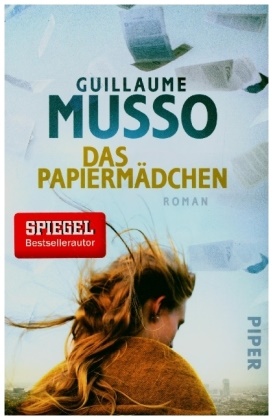 GUILLAUME
MUSSO
DAS
PAPIERMÄDCHEN
ROMAN
SPIEGEL
Bestsellerautor
PIPER